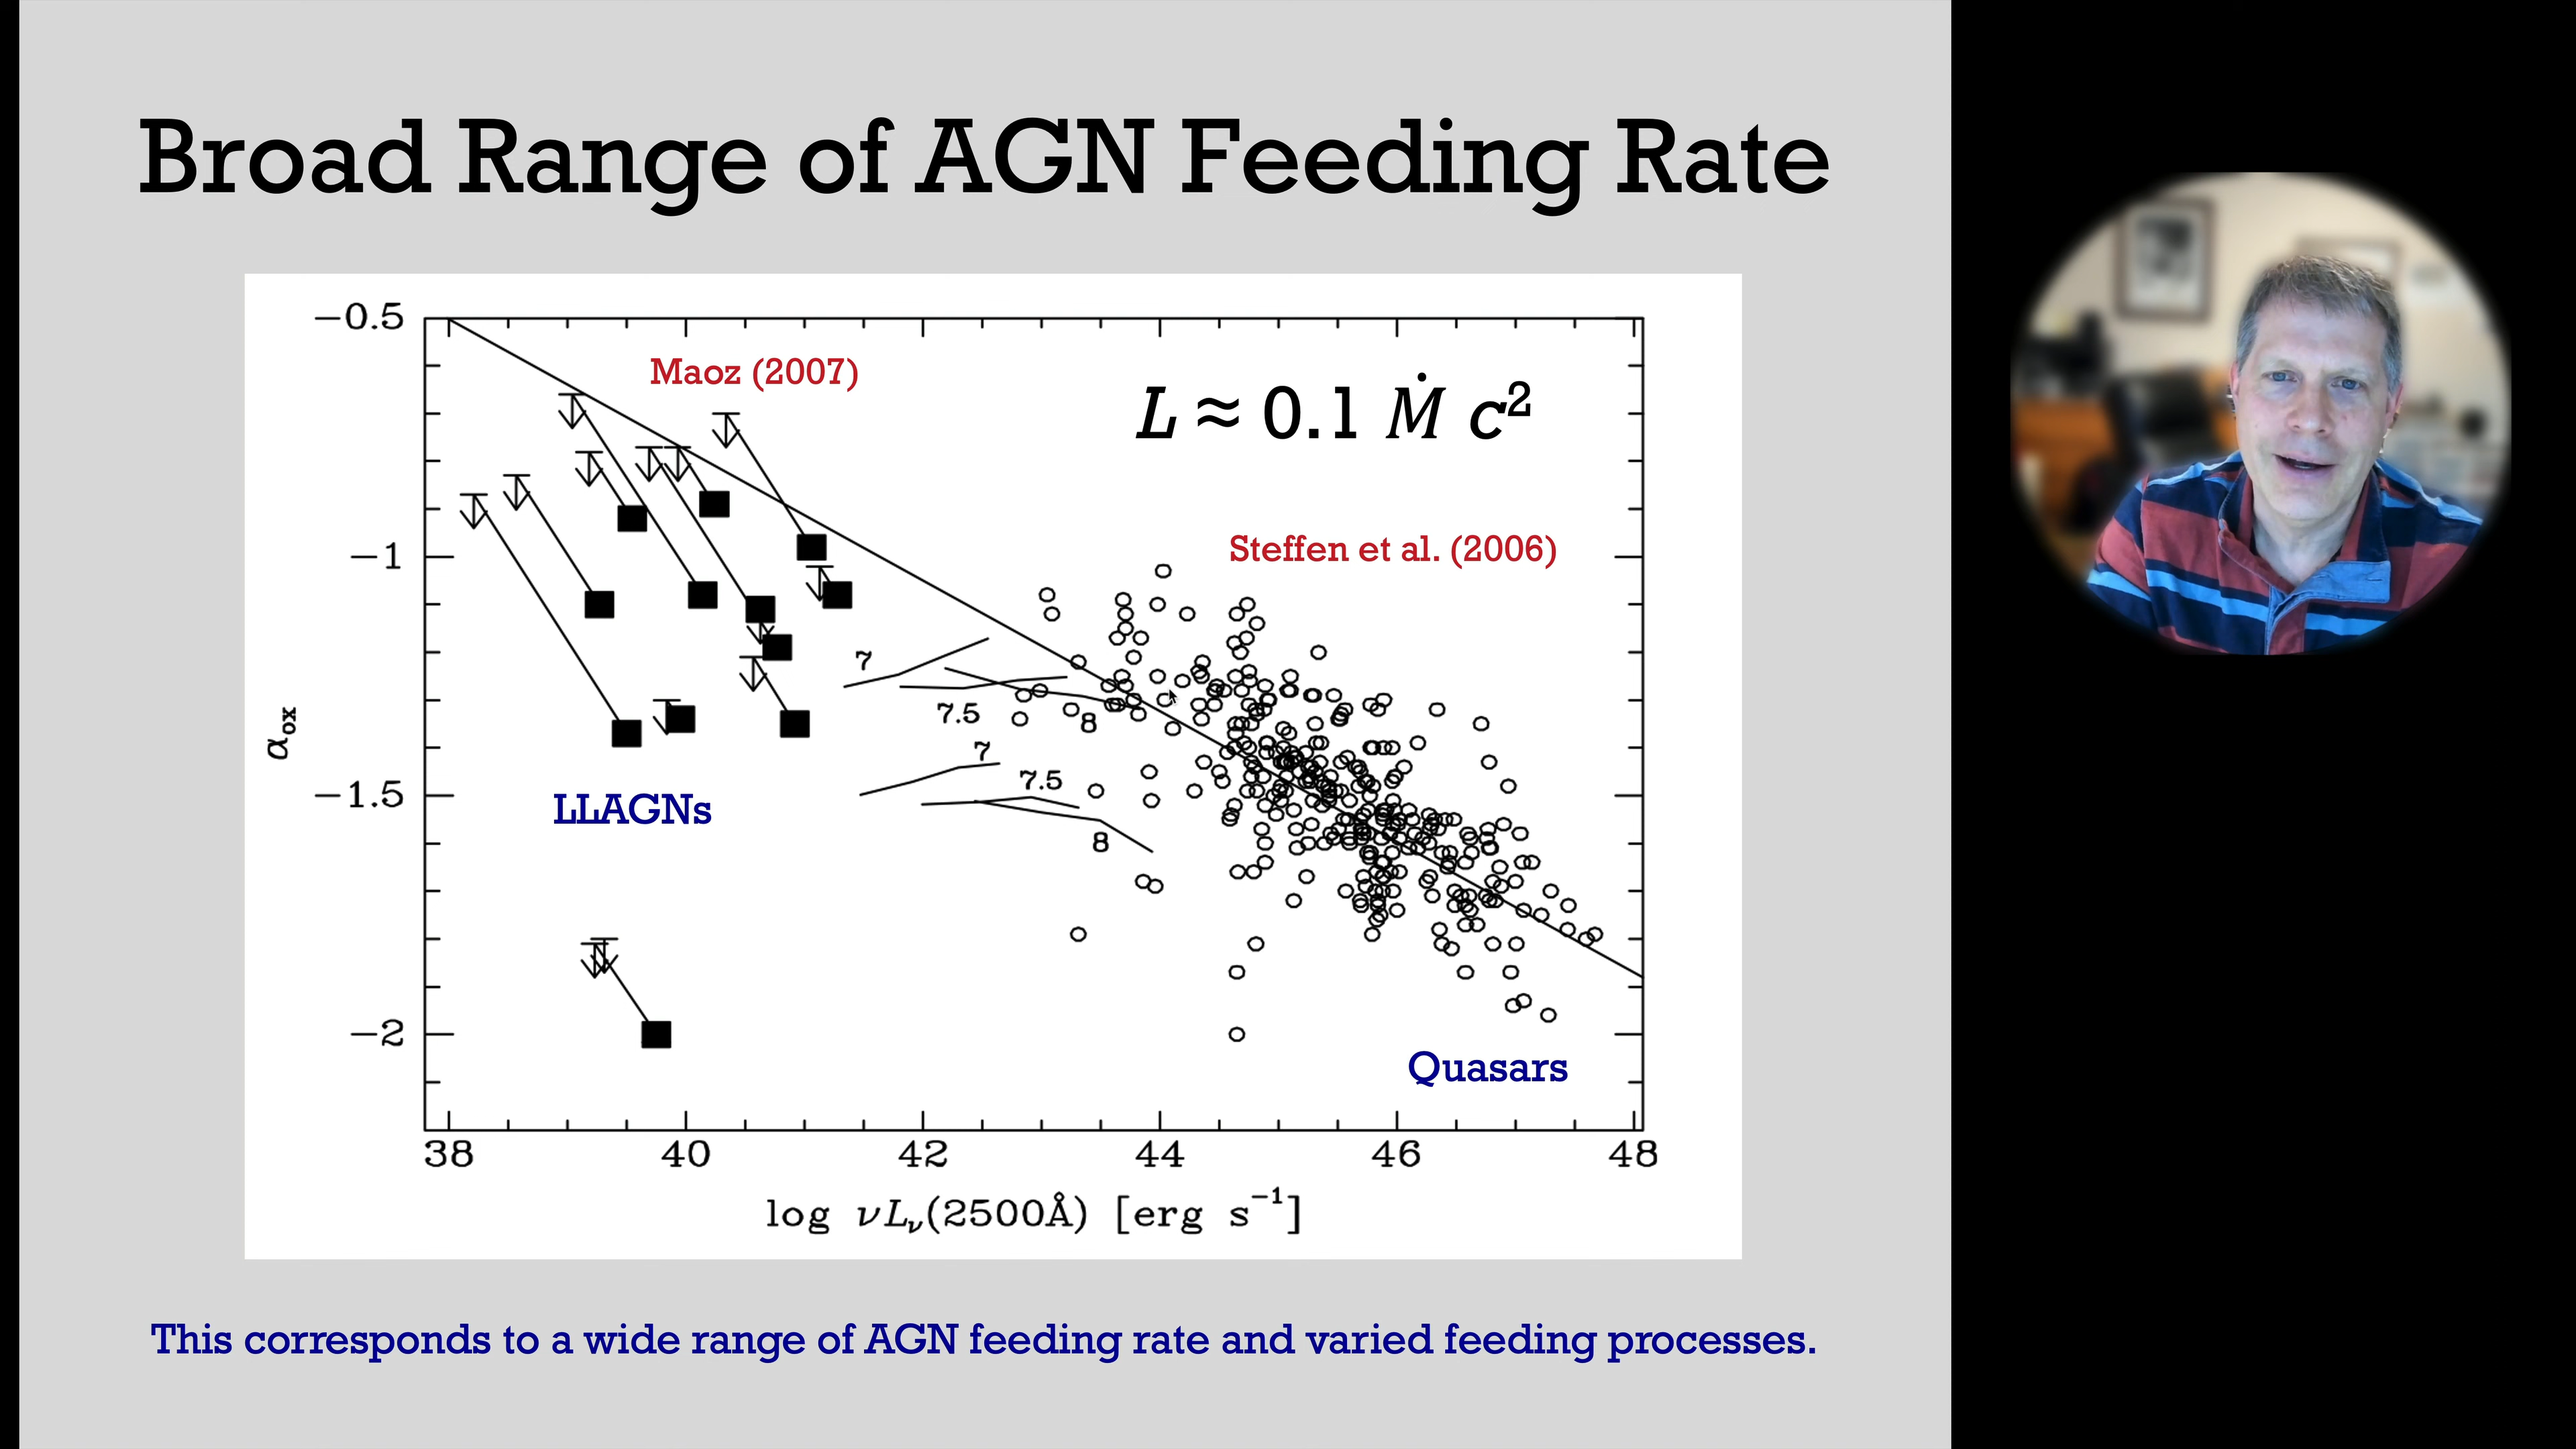 Broad Range of AGN Feeding Rate
−0.5
Maoz (2007)
L ≈ 0.1 Ṁ c²
Steffen et al. (2006)
−1
7
7.5
8
αox
7
7.5
−1.5
LLAGNs
8
−2
Quasars
38 40 42 44 46 48
log νLν(2500Å) [erg s⁻¹]
This corresponds to a wide range of AGN feeding rate and varied feeding processes.